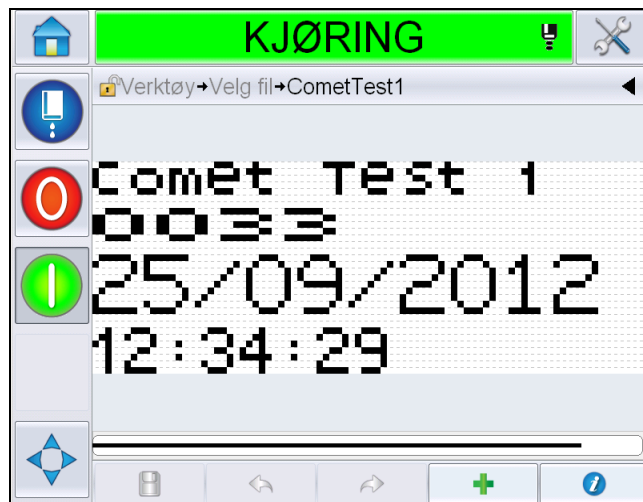 KJØRING
Verktøy→Velg fil→CometTest1
Comet Test 1
0033
25/09/2012
12:34:29